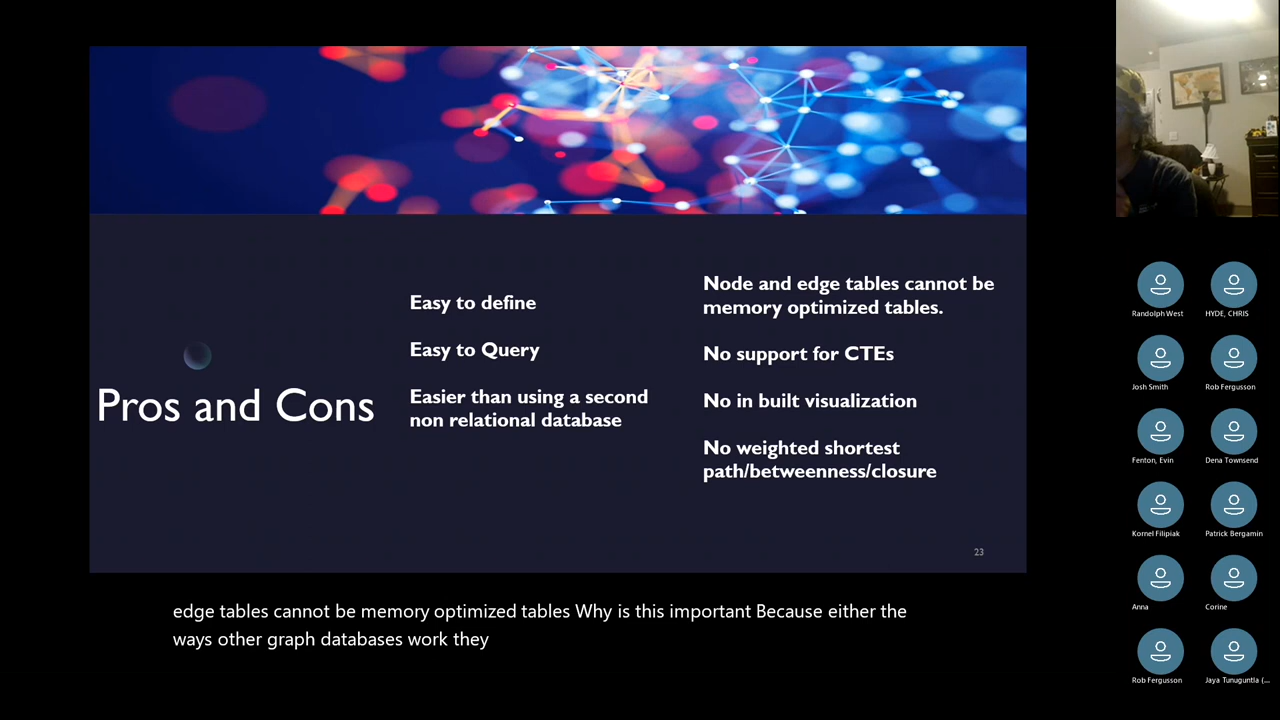 Pros and Cons
Easy to define
Easy to Query
Easier than using a second
non relational database
Node and edge tables cannot be
memory optimized tables.
No support for CTEs
No in built visualization
No weighted shortest
path/betweenness/closure
23
edge tables cannot be memory optimized tables Why is this important Because either the
ways other graph databases work they
Randolph West
HYDE, CHRIS
Josh Smith
Rob Fergusson
Fenton, Evin
Dena Townsend
Kornel Filipiak
Patrick Bergamin
Anna
Corine
Rob Fergusson
Jaya Tunuguntla (...